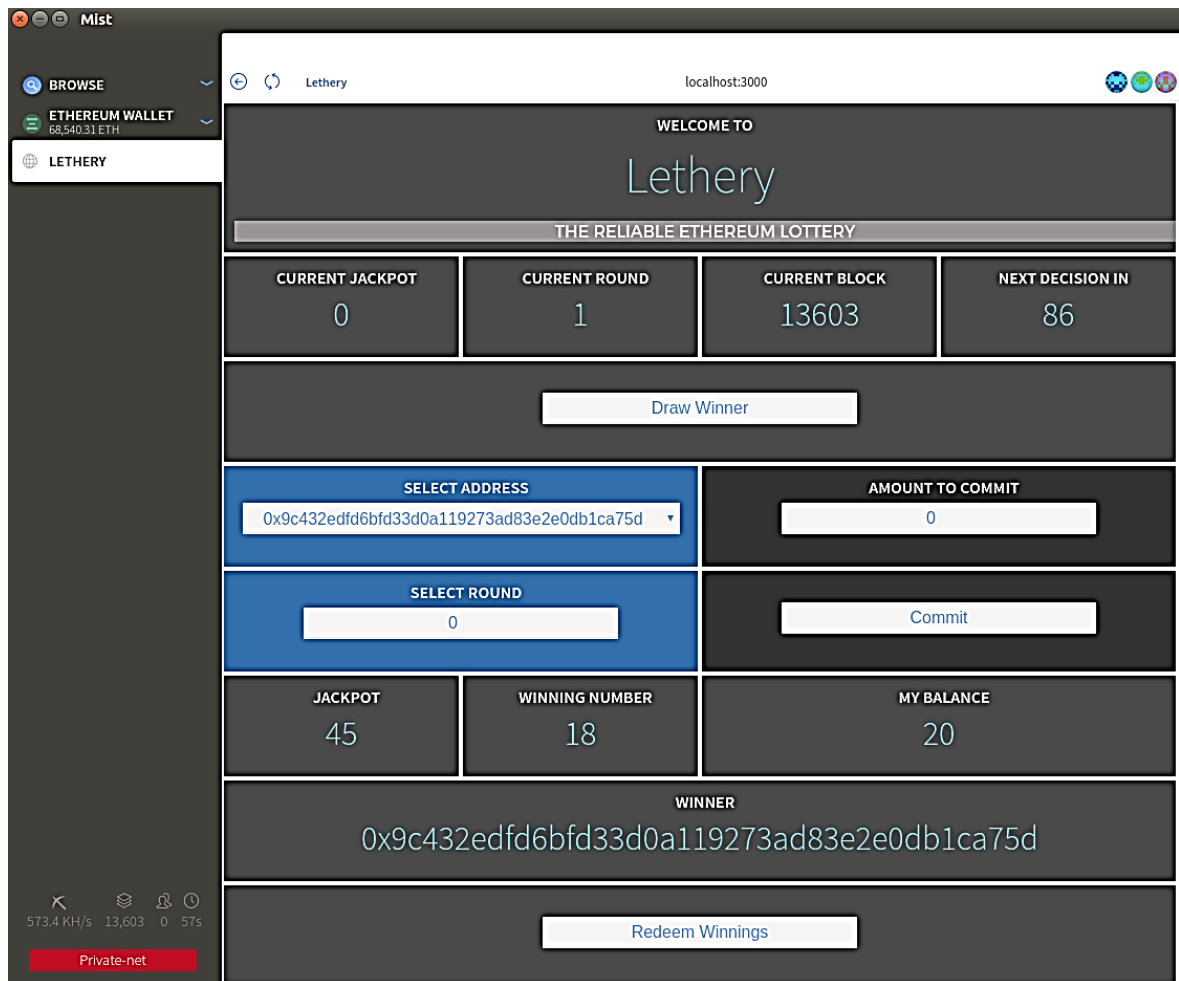 Mist
BROWSE
ETHEREUM WALLET
68,540.31 ETH
LETHERY
573.4 KH/s 13,603 0 57s
Private-net
Lethery localhost:3000
WELCOME TO
Lethery
THE RELIABLE ETHEREUM LOTTERY
CURRENT JACKPOT CURRENT ROUND CURRENT BLOCK NEXT DECISION IN
0 1 13603 86
Draw Winner
SELECT ADDRESS AMOUNT TO COMMIT
0x9c432edfd6bfd33d0a119273ad83e2e0db1ca75d 0
SELECT ROUND
0 Commit
JACKPOT WINNING NUMBER MY BALANCE
45 18 20
WINNER
0x9c432edfd6bfd33d0a119273ad83e2e0db1ca75d
Redeem Winnings